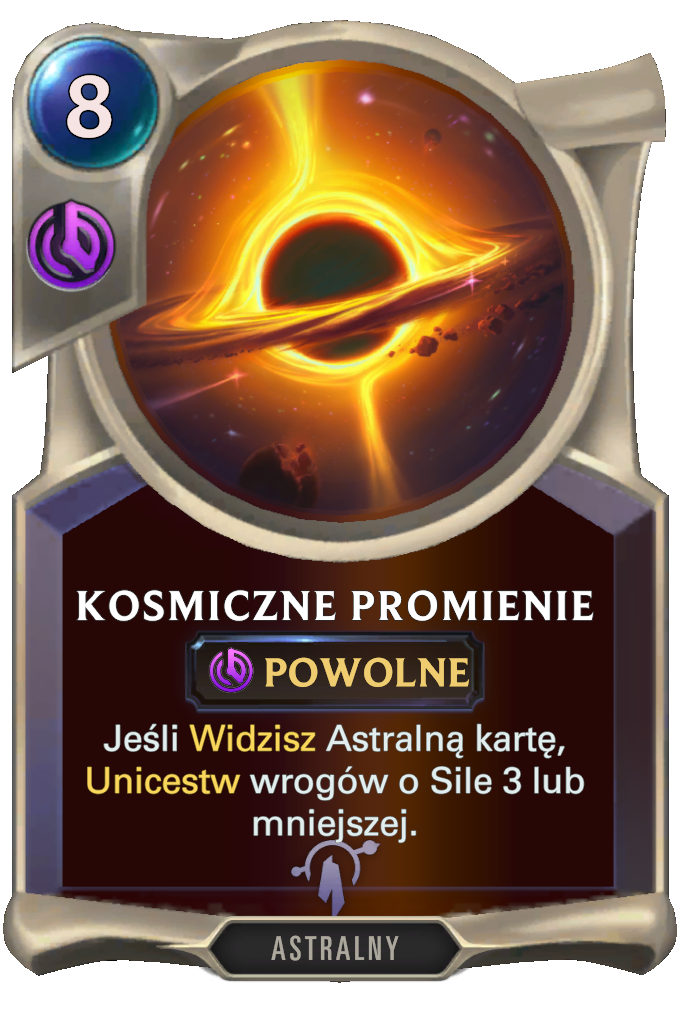 8
KOSMICZNE PROMIENIE
POWOLNE
Jeśli Widzisz Astralną kartę,
Unicestw wrogów o Sile 3 lub
mniejszej.
ASTRALNY